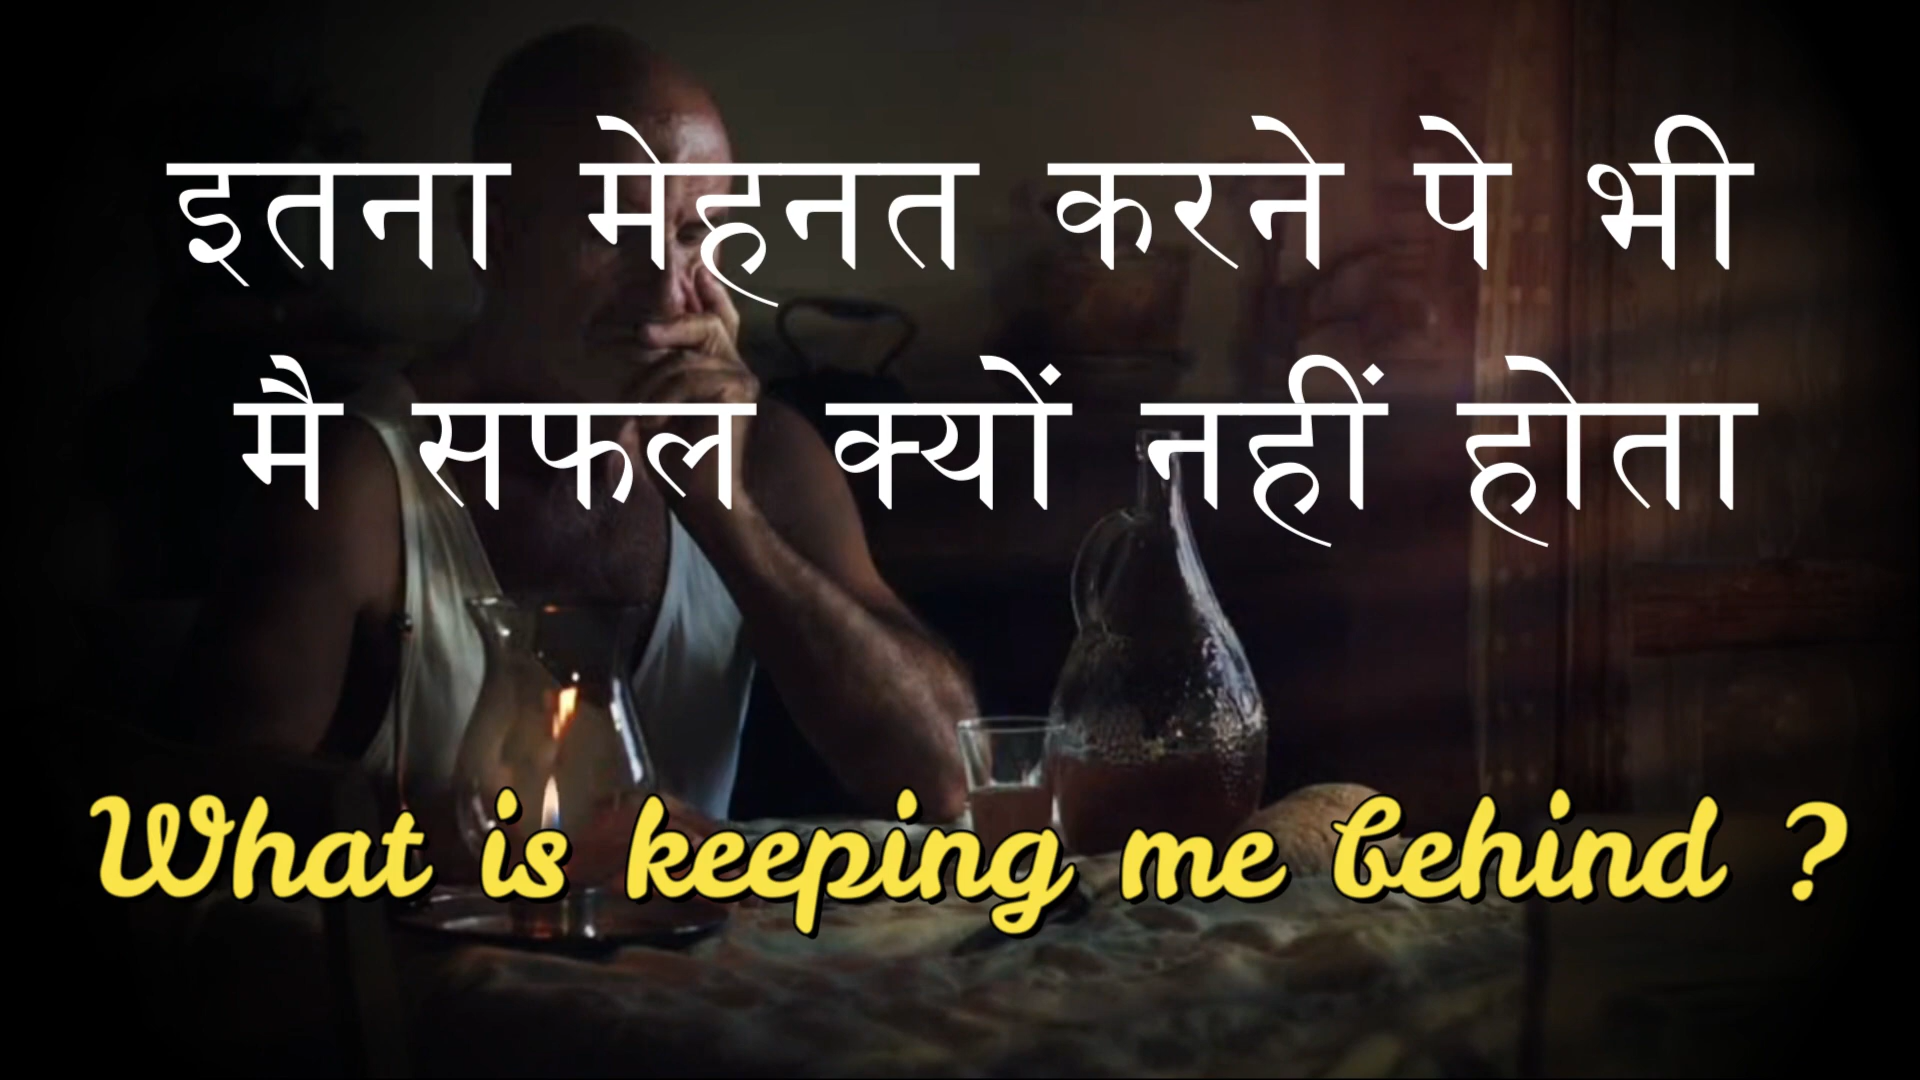 इतना मेहनत करने पे भी
मै सफल क्यों नहीं होता
What is keeping me behind ?